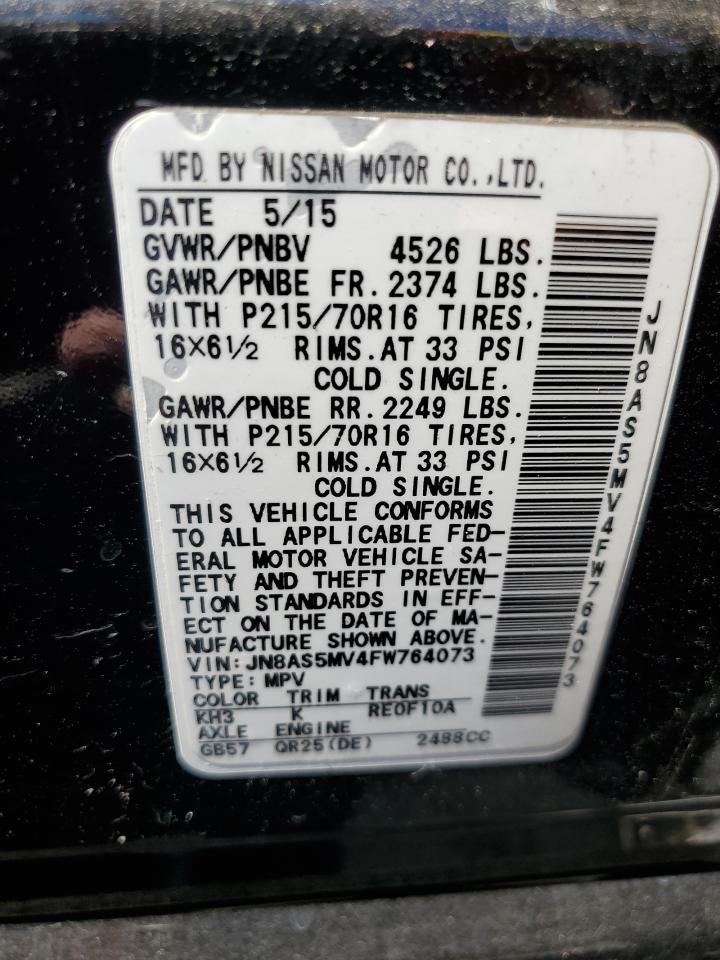 MFD. BY NISSAN MOTOR CO.,LTD.
DATE 5/15
GVWR/PNBV 4526 LBS.
GAWR/PNBE FR. 2374 LBS.
WITH P215/70R16 TIRES,
16X6½ RIMS.AT 33 PSI
COLD SINGLE.
GAWR/PNBE RR. 2249 LBS.
WITH P215/70R16 TIRES,
16X6½ RIMS.AT 33 PSI
COLD SINGLE.
THIS VEHICLE CONFORMS
TO ALL APPLICABLE FED-
ERAL MOTOR VEHICLE SA-
FETY AND THEFT PREVEN-
TION STANDARDS IN EFF-
ECT ON THE DATE OF MA-
NUFACTURE SHOWN ABOVE.
VIN: JN8AS5MV4FW764073
TYPE: MPV
COLOR TRIM TRANS
KH3 K RE0F10A
AXLE ENGINE
GB57 QR25(DE) 2488CC
JN8AS5MV4FW764073